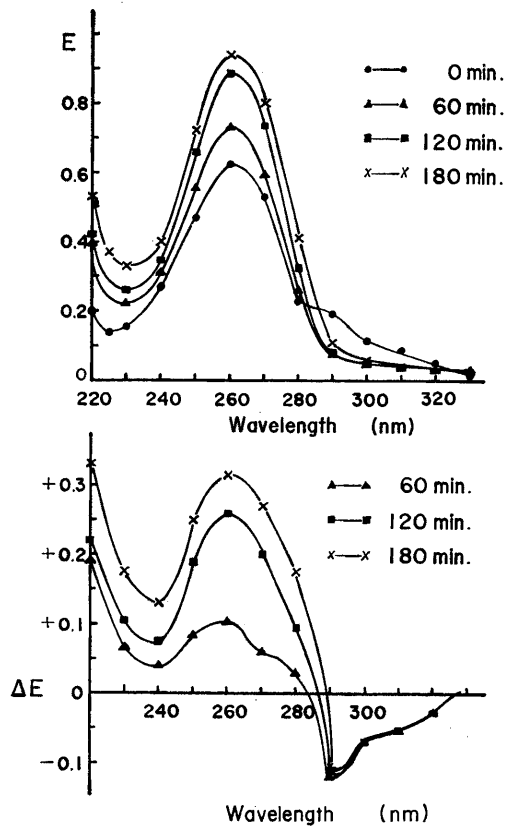 E
0.8
0.6
0.4
0.2
0
0 min.
60 min.
120 min.
180 min.
220 240 260 280 300 320
Wavelength (nm)
+0.3
+0.2
+0.1
0
-0.1
ΔE
60 min.
120 min.
180 min.
240 260 280 300
Wavelength (nm)